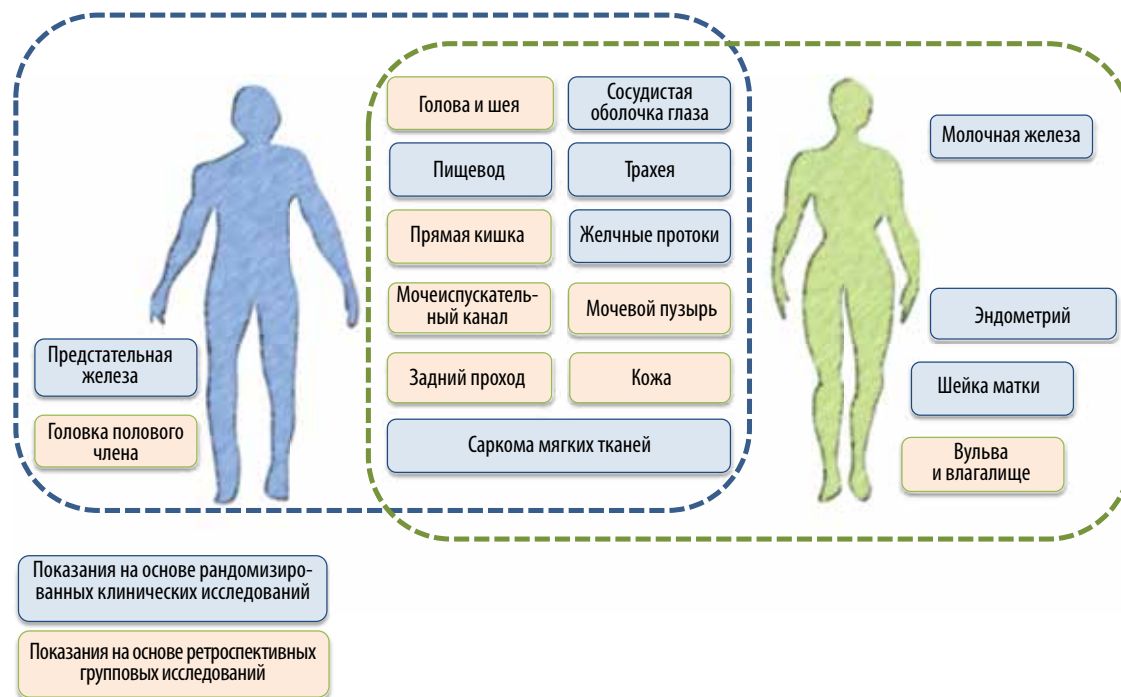 Голова и шея
Сосудистая
оболочка глаза
Молочная железа
Пищевод
Трахея
Прямая кишка
Желчные протоки
Мочеиспускатель-
ный канал
Мочевой пузырь
Эндометрий
Предстательная
железа
Задний проход
Кожа
Шейка матки
Головка полового
члена
Саркома мягких тканей
Вульва
и влагалище
Показания на основе рандомизиро-
ванных клинических исследований
Показания на основе ретроспективных
групповых исследований